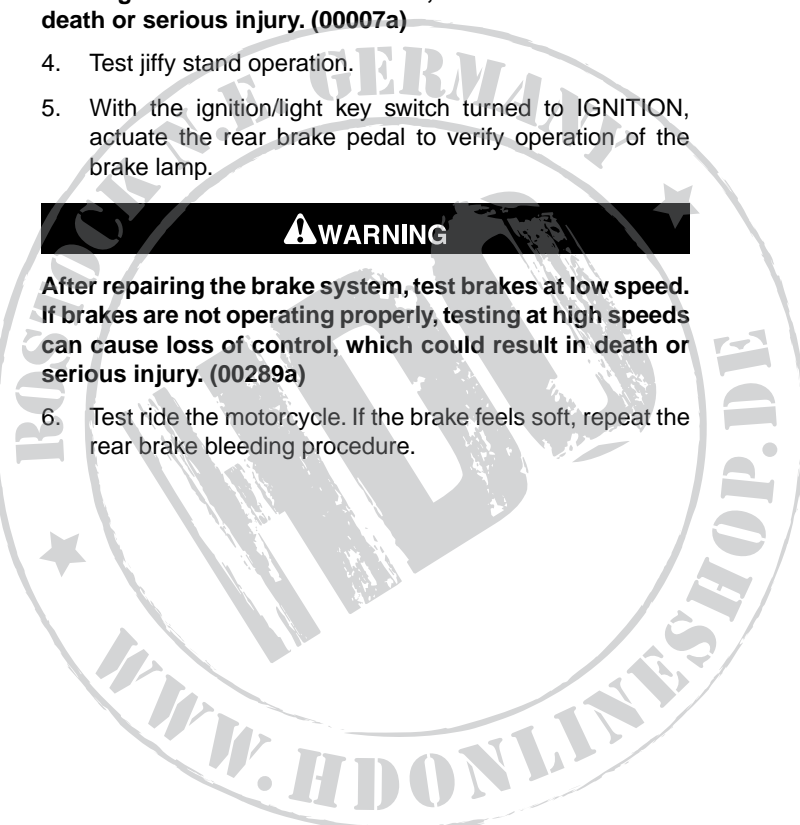 death or serious injury. (00007a)
4. Test jiffy stand operation.
5. With the ignition/light key switch turned to IGNITION,
actuate the rear brake pedal to verify operation of the
brake lamp.
WARNING
After repairing the brake system, test brakes at low speed.
If brakes are not operating properly, testing at high speeds
can cause loss of control, which could result in death or
serious injury. (00289a)
6. Test ride the motorcycle. If the brake feels soft, repeat the
rear brake bleeding procedure.
ROSTOCK N.E GERMANY
HDO
WWW.HDONLINESHOP.DE